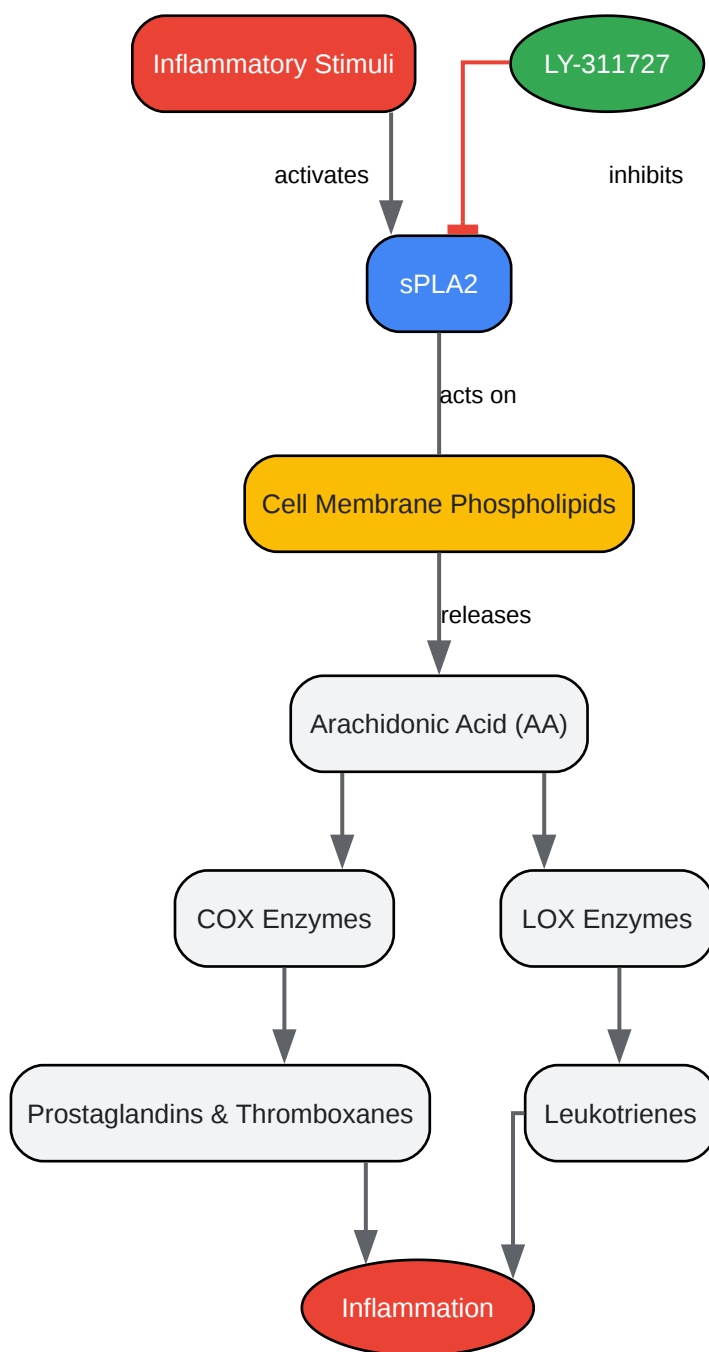 Inflammatory Stimuli
LY-311727
activates
inhibits
sPLA2
acts on
Cell Membrane Phospholipids
releases
Arachidonic Acid (AA)
COX Enzymes
LOX Enzymes
Prostaglandins & Thromboxanes
Leukotrienes
Inflammation